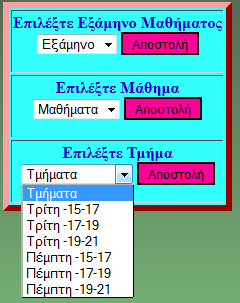 Επιλέξτε Εξάμηνο Μαθήματος
Εξάμηνο Αποστολή
Επιλέξτε Μάθημα
Μαθήματα Αποστολή
Επιλέξτε Τμήμα
Τμήματα Αποστολή
Τμήματα
Τρίτη -15-17
Τρίτη -17-19
Τρίτη -19-21
Πέμπτη -15-17
Πέμπτη -17-19
Πέμπτη -19-21